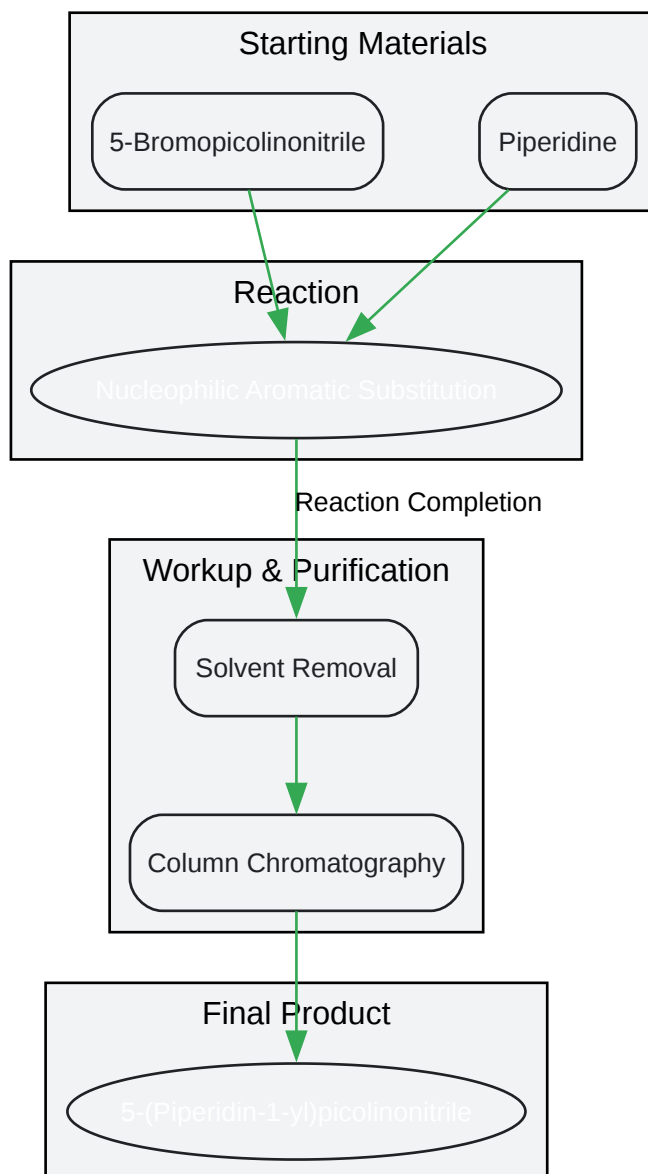 Starting Materials
5-Bromopicolinonitrile
Piperidine
Reaction
Nucleophilic Aromatic Substitution
Reaction Completion
Workup & Purification
Solvent Removal
Column Chromatography
Final Product
5-(Piperidin-1-yl)picolinonitrile